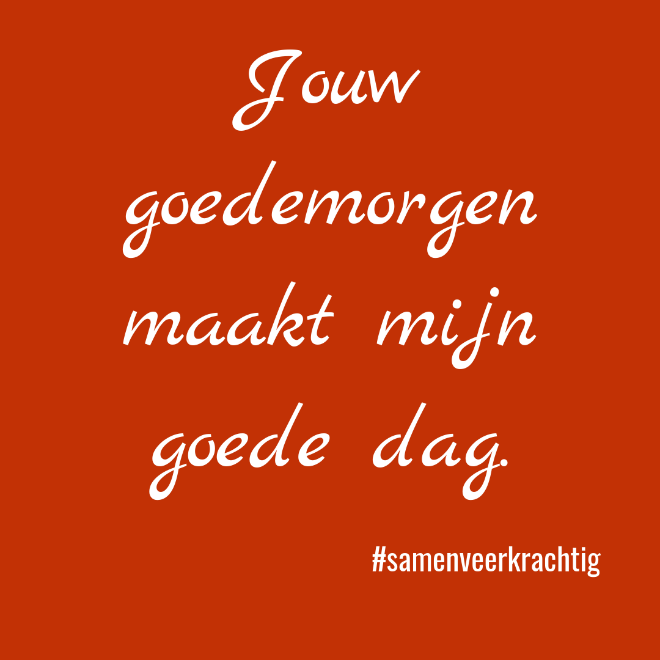 Jouw
goedemorgen
maakt mijn
goede dag.
#samenveerkrachtig